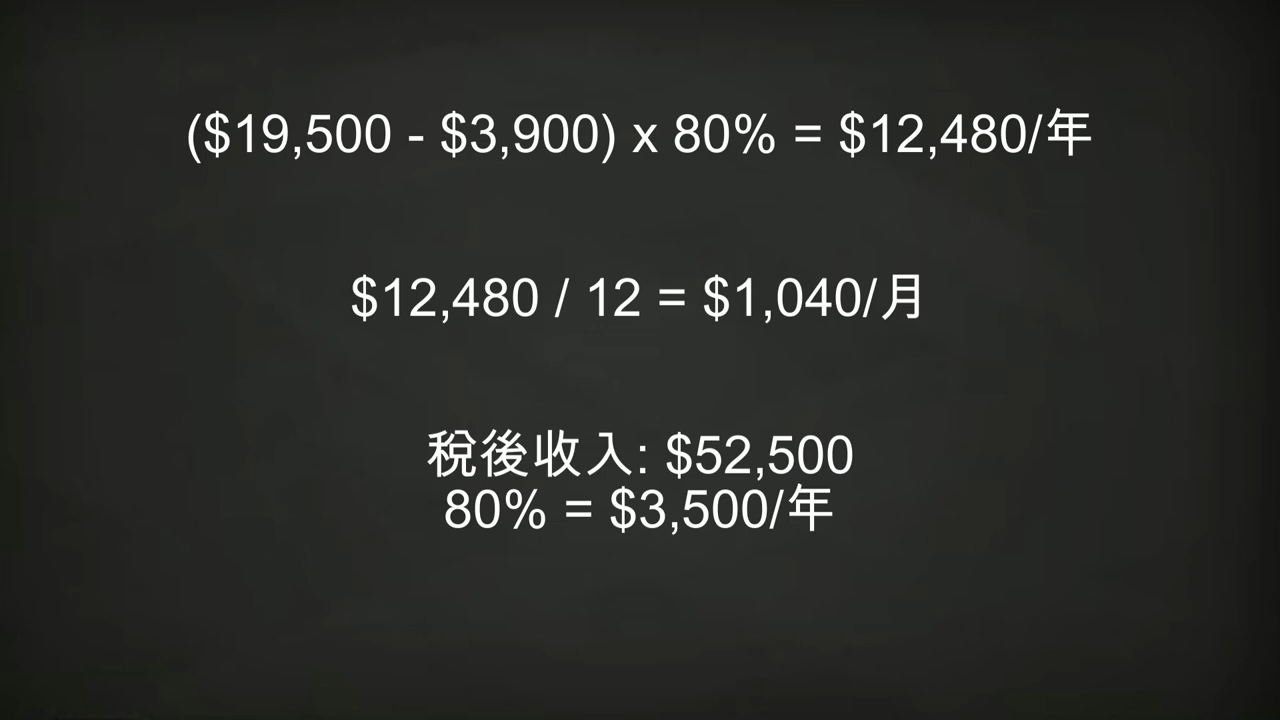 ($19,500 - $3,900) x 80% = $12,480/年
$12,480 / 12 = $1,040/月
稅後收入: $52,500
80% = $3,500/年